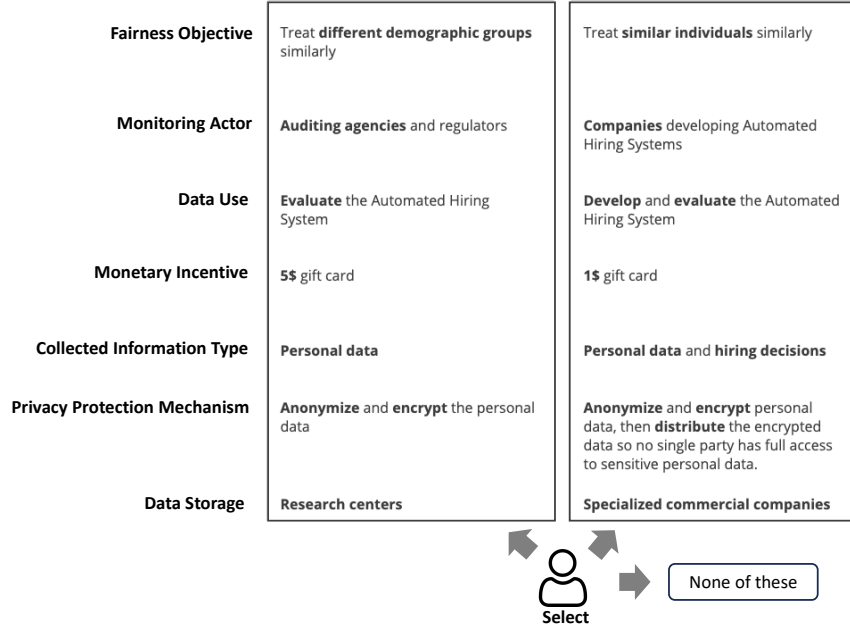 Fairness Objective
Treat different demographic groups
similarly
Treat similar individuals similarly
Monitoring Actor
Auditing agencies and regulators
Companies developing Automated
Hiring Systems
Data Use
Evaluate the Automated Hiring
System
Develop and evaluate the Automated
Hiring System
Monetary Incentive
5$ gift card
1$ gift card
Collected Information Type
Personal data
Personal data and hiring decisions
Privacy Protection Mechanism
Anonymize and encrypt the personal
data
Anonymize and encrypt personal
data, then distribute the encrypted
data so no single party has full access
to sensitive personal data.
Data Storage
Research centers
Specialized commercial companies
None of these
Select